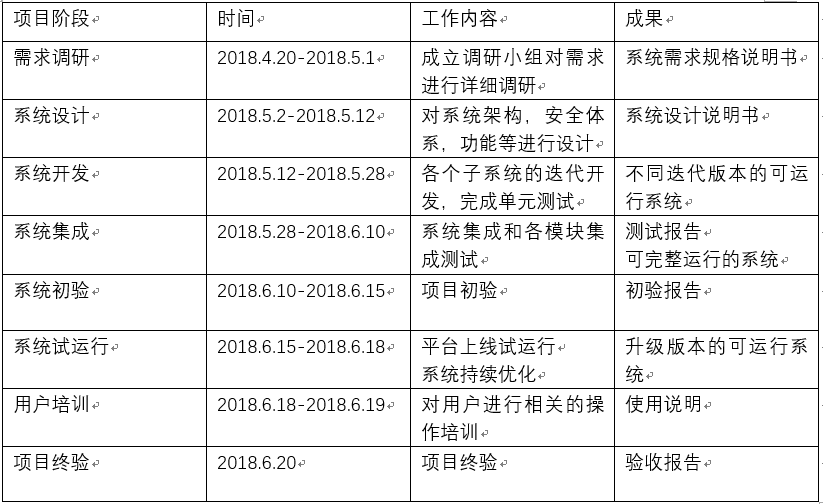 项目阶段 时间 工作内容 成果
需求调研 2018.4.20-2018.5.1 成立调研小组对需求 系统需求规格说明书
进行详细调研
系统设计 2018.5.2-2018.5.12 对系统架构，安全体 系统设计说明书
系，功能等进行设计
系统开发 2018.5.12-2018.5.28 各个子系统的迭代开 不同迭代版本的可运
发，完成单元测试 行系统
系统集成 2018.5.28-2018.6.10 系统集成和各模块集 测试报告
成测试 可完整运行的系统
系统初验 2018.6.10-2018.6.15 项目初验 初验报告
系统试运行 2018.6.15-2018.6.18 平台上线试运行 升级版本的可运行系
系统持续优化 统
用户培训 2018.6.18-2018.6.19 对用户进行相关的操 使用说明
作培训
项目终验 2018.6.20 项目终验 验收报告